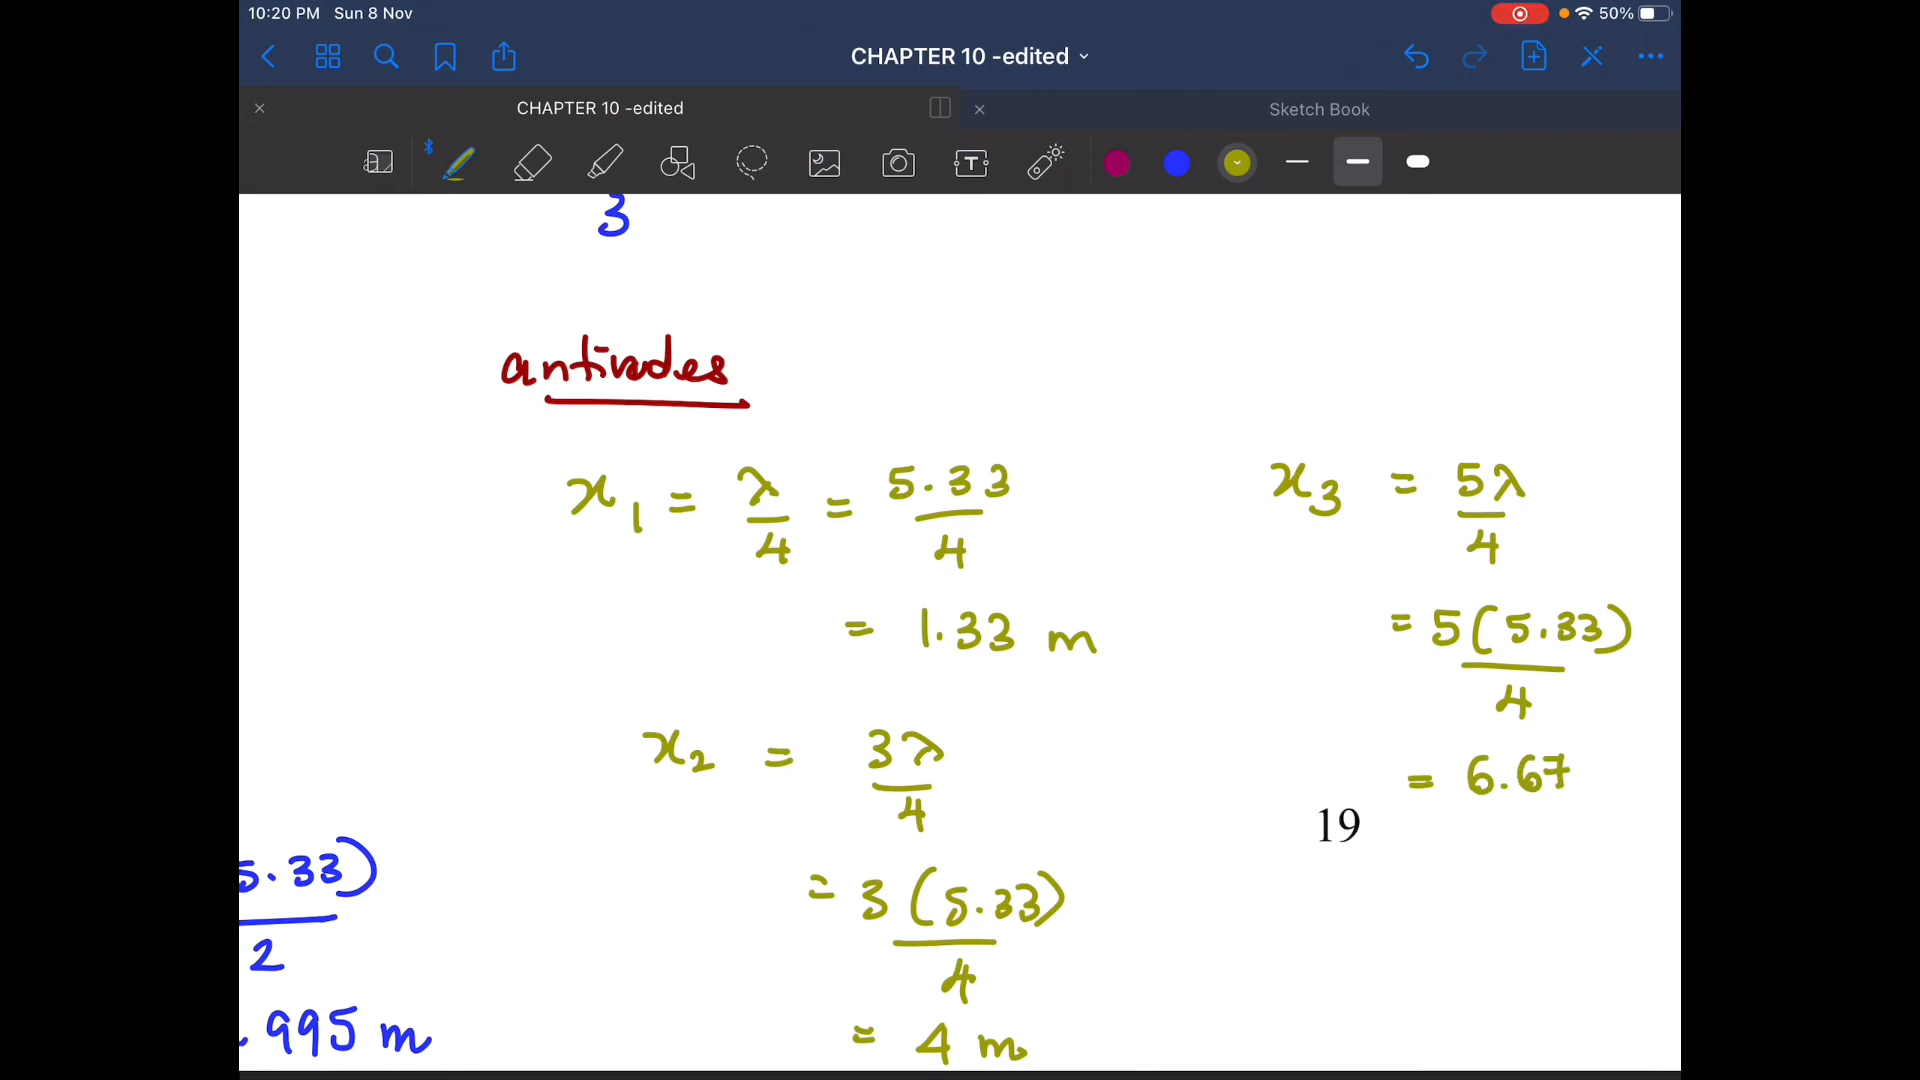 10:20 PM Sun 8 Nov
50%
CHAPTER 10 -edited
CHAPTER 10 -edited
Sketch Book
3
antinodes
x₁ = λ/4 = 5.33/4
= 1.33 m
x₂ = 3λ/4
= 3(5.33)/4
= 4 m
x₃ = 5λ/4
= 5(5.33)/4
= 6.67
19
5.33)
2
.995 m